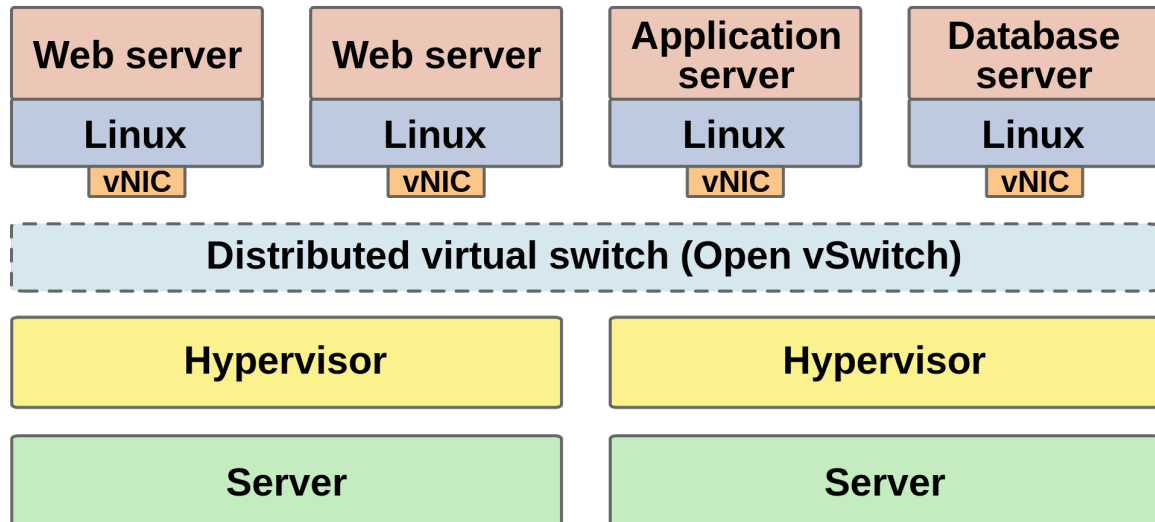 Web server
Web server
Application
server
Database
server
Linux
Linux
Linux
Linux
vNIC
vNIC
vNIC
vNIC
Distributed virtual switch (Open vSwitch)
Hypervisor
Hypervisor
Server
Server